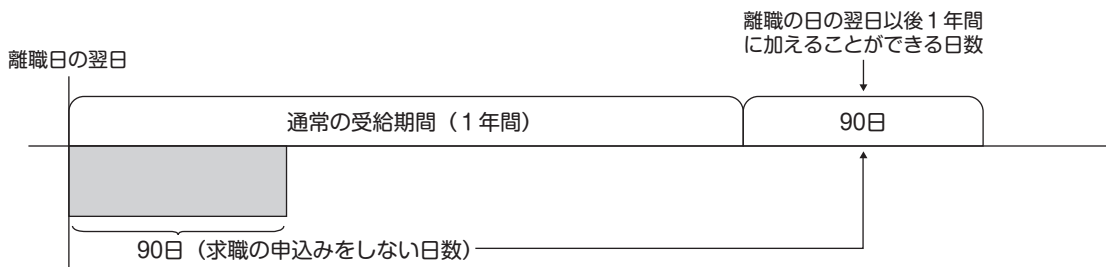 離職の日の翌日以後1年間
に加えることができる日数
離職日の翌日
通常の受給期間（1年間）
90日
90日（求職の申込みをしない日数）